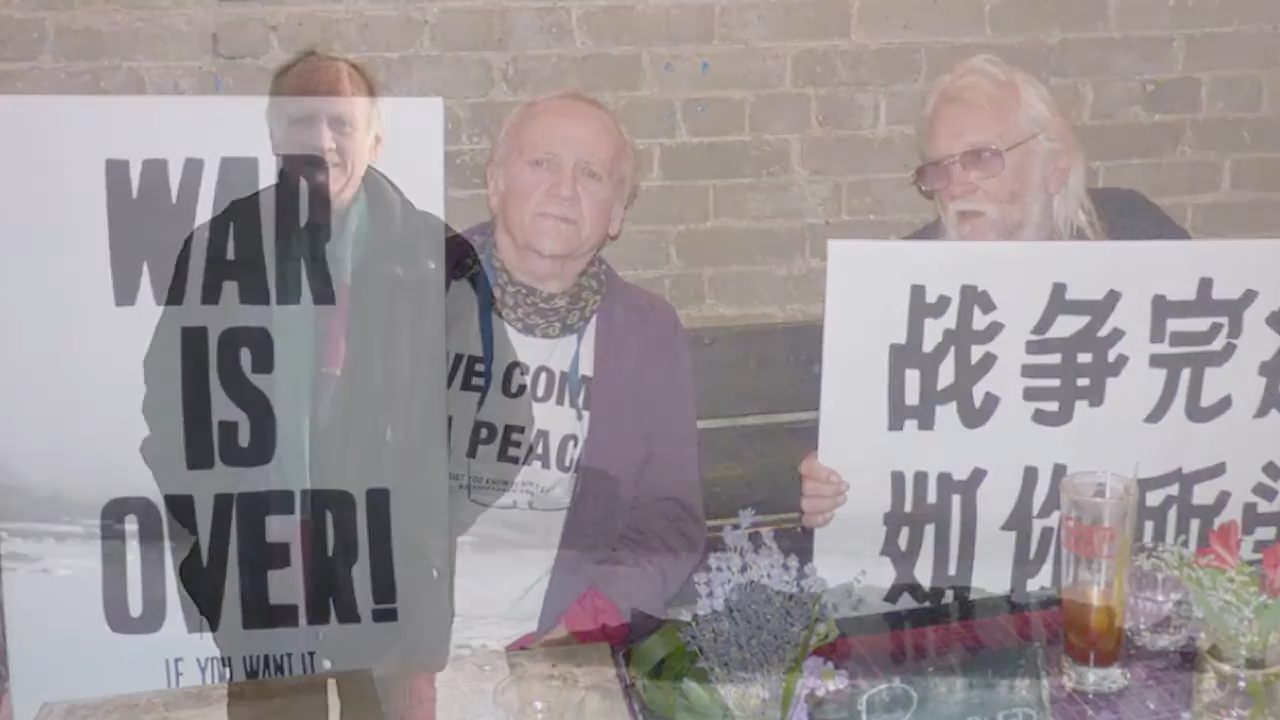 WAR
IS
OVER!
IF YOU WANT IT
VE COM
PEAC
战争完
如你所